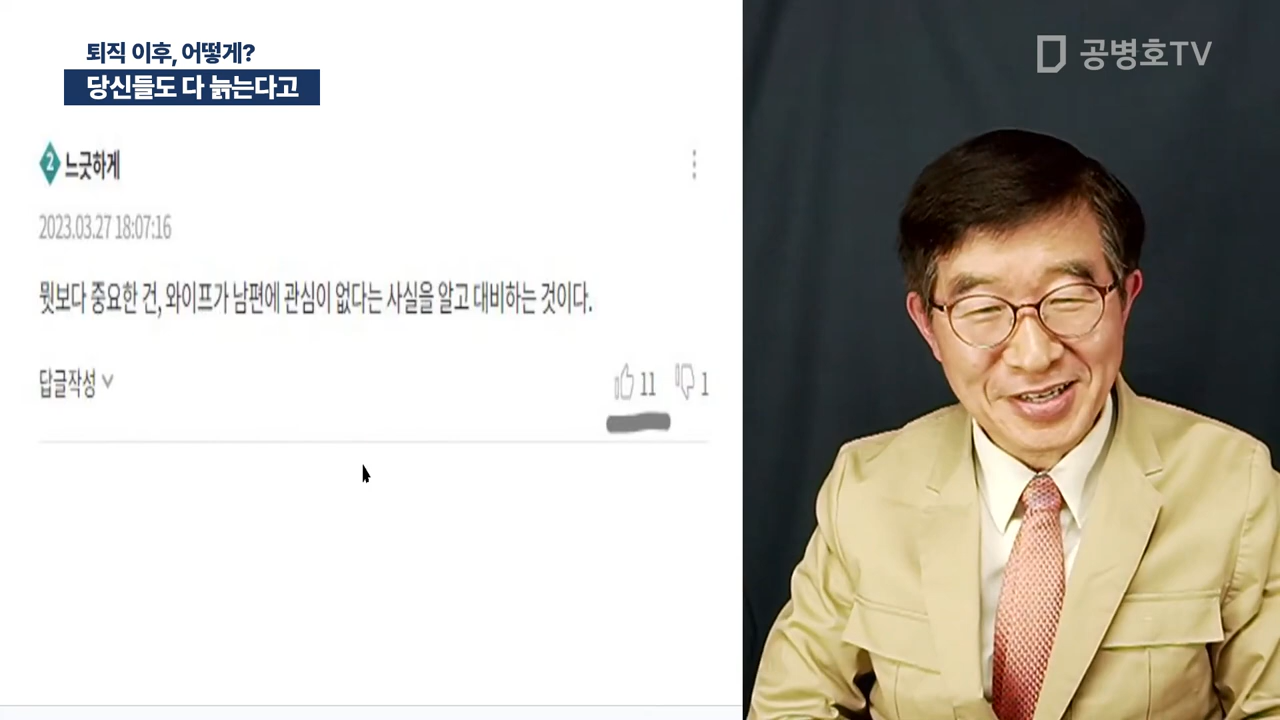 퇴직 이후, 어떻게?
당신들도 다 늙는다고
공병호TV
2 느긋하게
2023.03.27 18:07:16
뭣보다 중요한 건, 와이프가 남편에 관심이 없다는 사실을 알고 대비하는 것이다.
답글작성
11 1